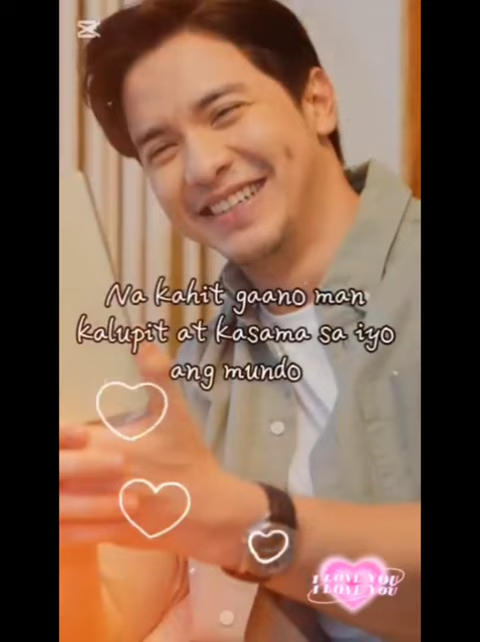 Na kahit gaano man
kalupit at kasama sa iyo
ang mundo
I LOVE YOU
I LOVE YOU